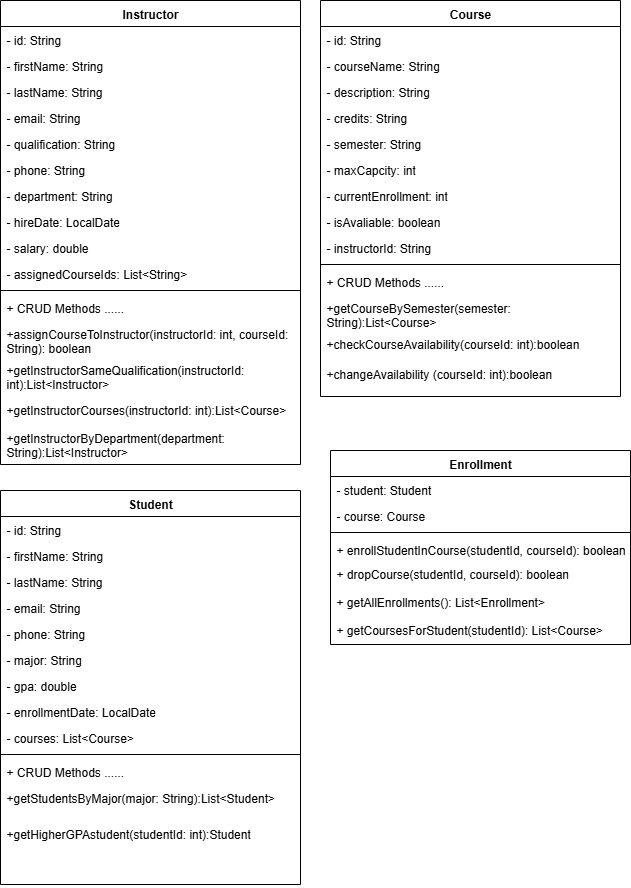 Instructor
- id: String
- firstName: String
- lastName: String
- email: String
- qualification: String
- phone: String
- department: String
- hireDate: LocalDate
- salary: double
- assignedCourseIds: List<String>
+ CRUD Methods ......
+assignCourseToInstructor(instructorId: int, courseId:
String): boolean
+getInstructorSameQualification(instructorId:
int):List<Instructor>
+getInstructorCourses(instructorId: int):List<Course>
+getInstructorByDepartment(department:
String):List<Instructor>
Course
- id: String
- courseName: String
- description: String
- credits: String
- semester: String
- maxCapcity: int
- currentEnrollment: int
- isAvaliable: boolean
- instructorId: String
+ CRUD Methods ......
+getCourseBySemester(semester:
String):List<Course>
+checkCourseAvailability(courseId: int):boolean
+changeAvailability (courseId: int):boolean
Student
- id: String
- firstName: String
- lastName: String
- email: String
- phone: String
- major: String
- gpa: double
- enrollmentDate: LocalDate
- courses: List<Course>
+ CRUD Methods ......
+getStudentsByMajor(major: String):List<Student>
+getHigherGPAstudent(studentId: int):Student
Enrollment
- student: Student
- course: Course
+ enrollStudentInCourse(studentId, courseId): boolean
+ dropCourse(studentId, courseId): boolean
+ getAllEnrollments(): List<Enrollment>
+ getCoursesForStudent(studentId): List<Course>